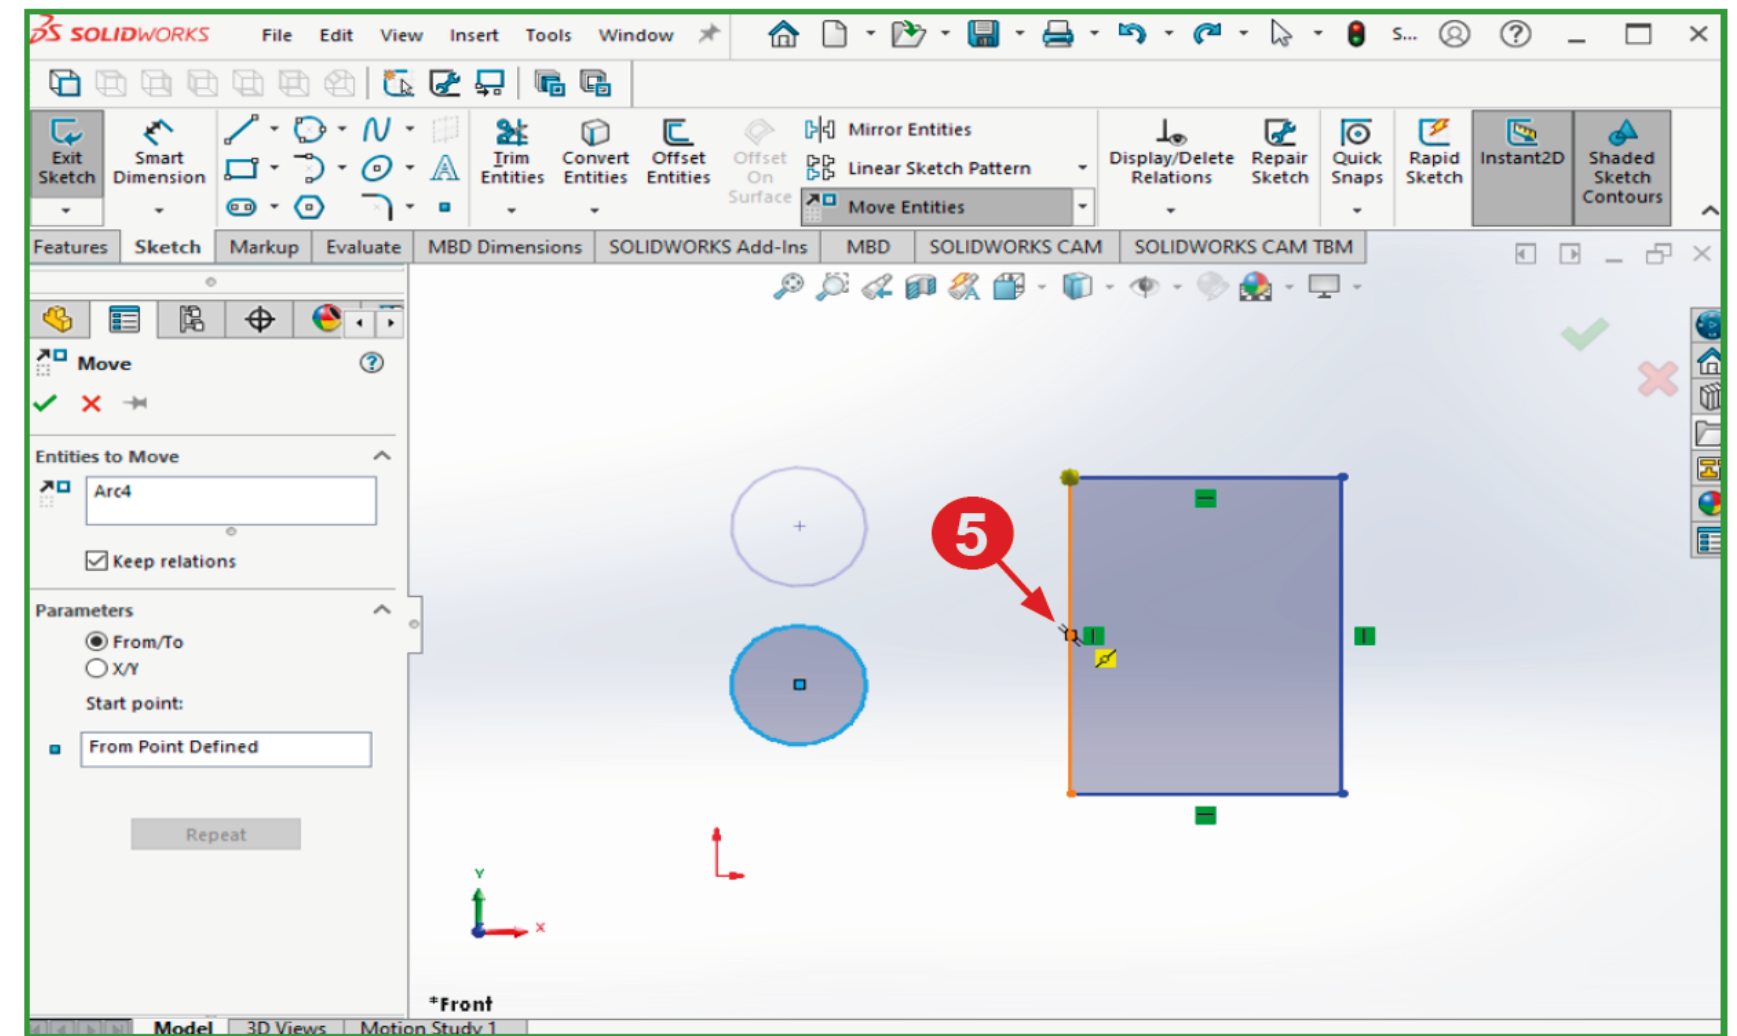 SOLIDWORKS File Edit View Insert Tools Window S... ?
Exit Sketch
Smart Dimension
Trim Entities
Convert Entities
Offset Entities
Offset On Surface
Mirror Entities
Linear Sketch Pattern
Move Entities
Display/Delete Relations
Repair Sketch
Quick Snaps
Rapid Sketch
Instant2D
Shaded Sketch Contours
Features Sketch Markup Evaluate MBD Dimensions SOLIDWORKS Add-Ins MBD SOLIDWORKS CAM SOLIDWORKS CAM TBM
Move ?
Entities to Move
Arc4
Keep relations
Parameters
From/To
X/Y
Start point:
From Point Defined
Repeat
5
Y
X
*Front
Model 3D Views Motion Study 1